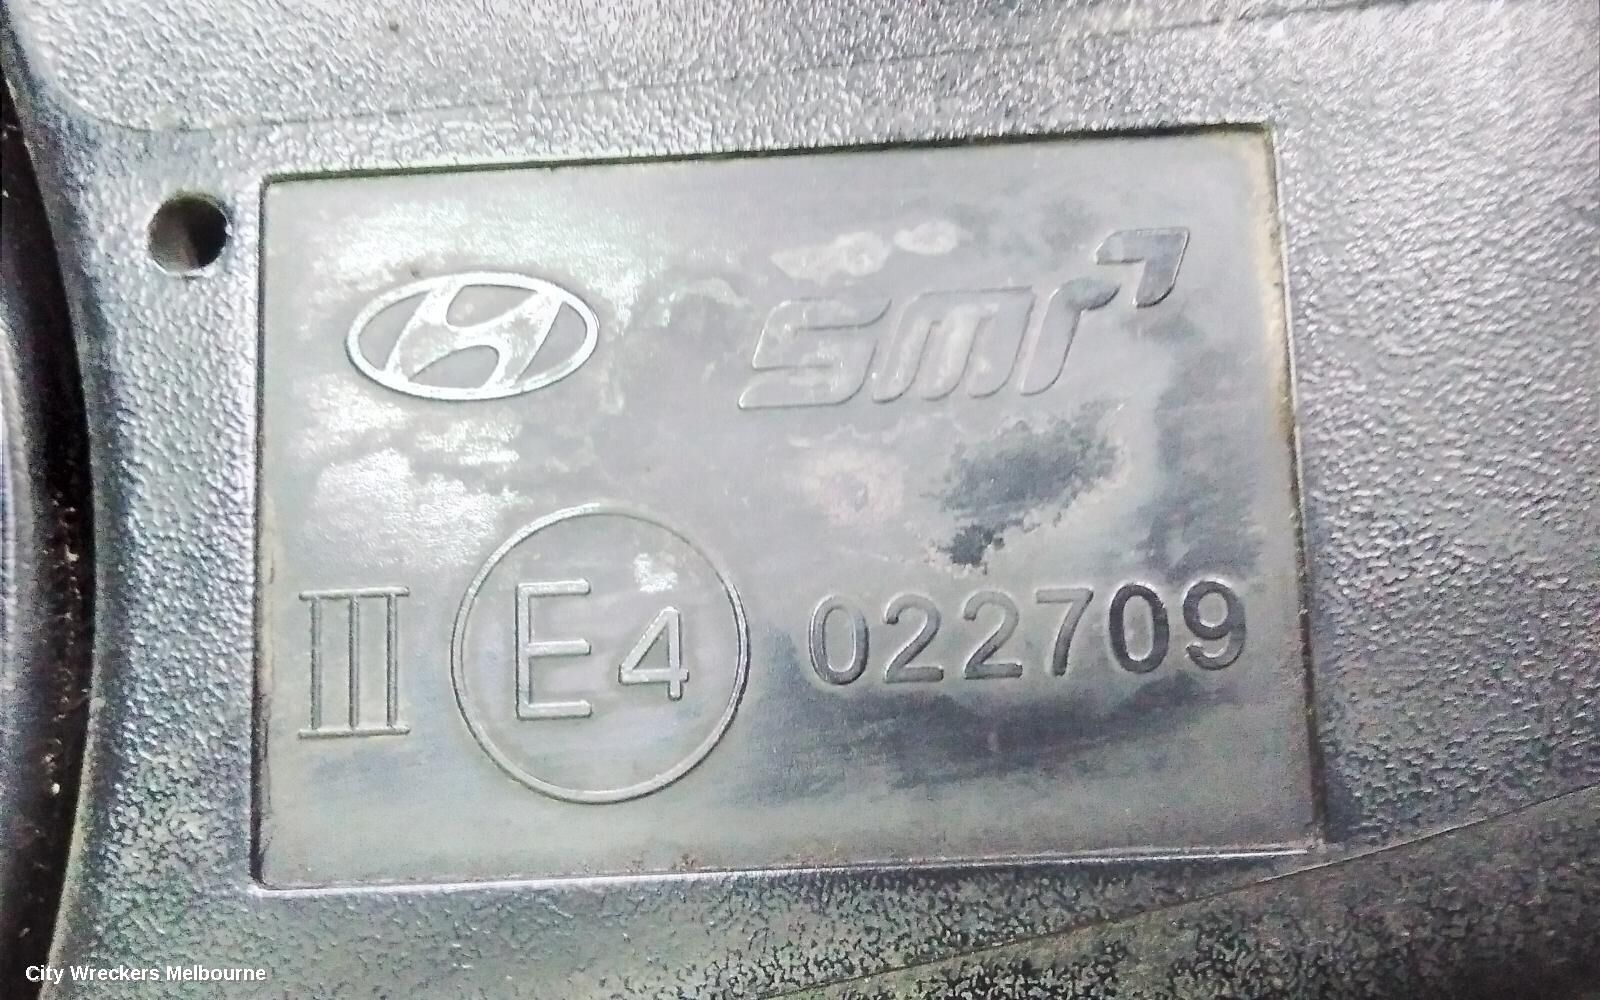 smr
III E4 022709
City Wreckers Melbourne